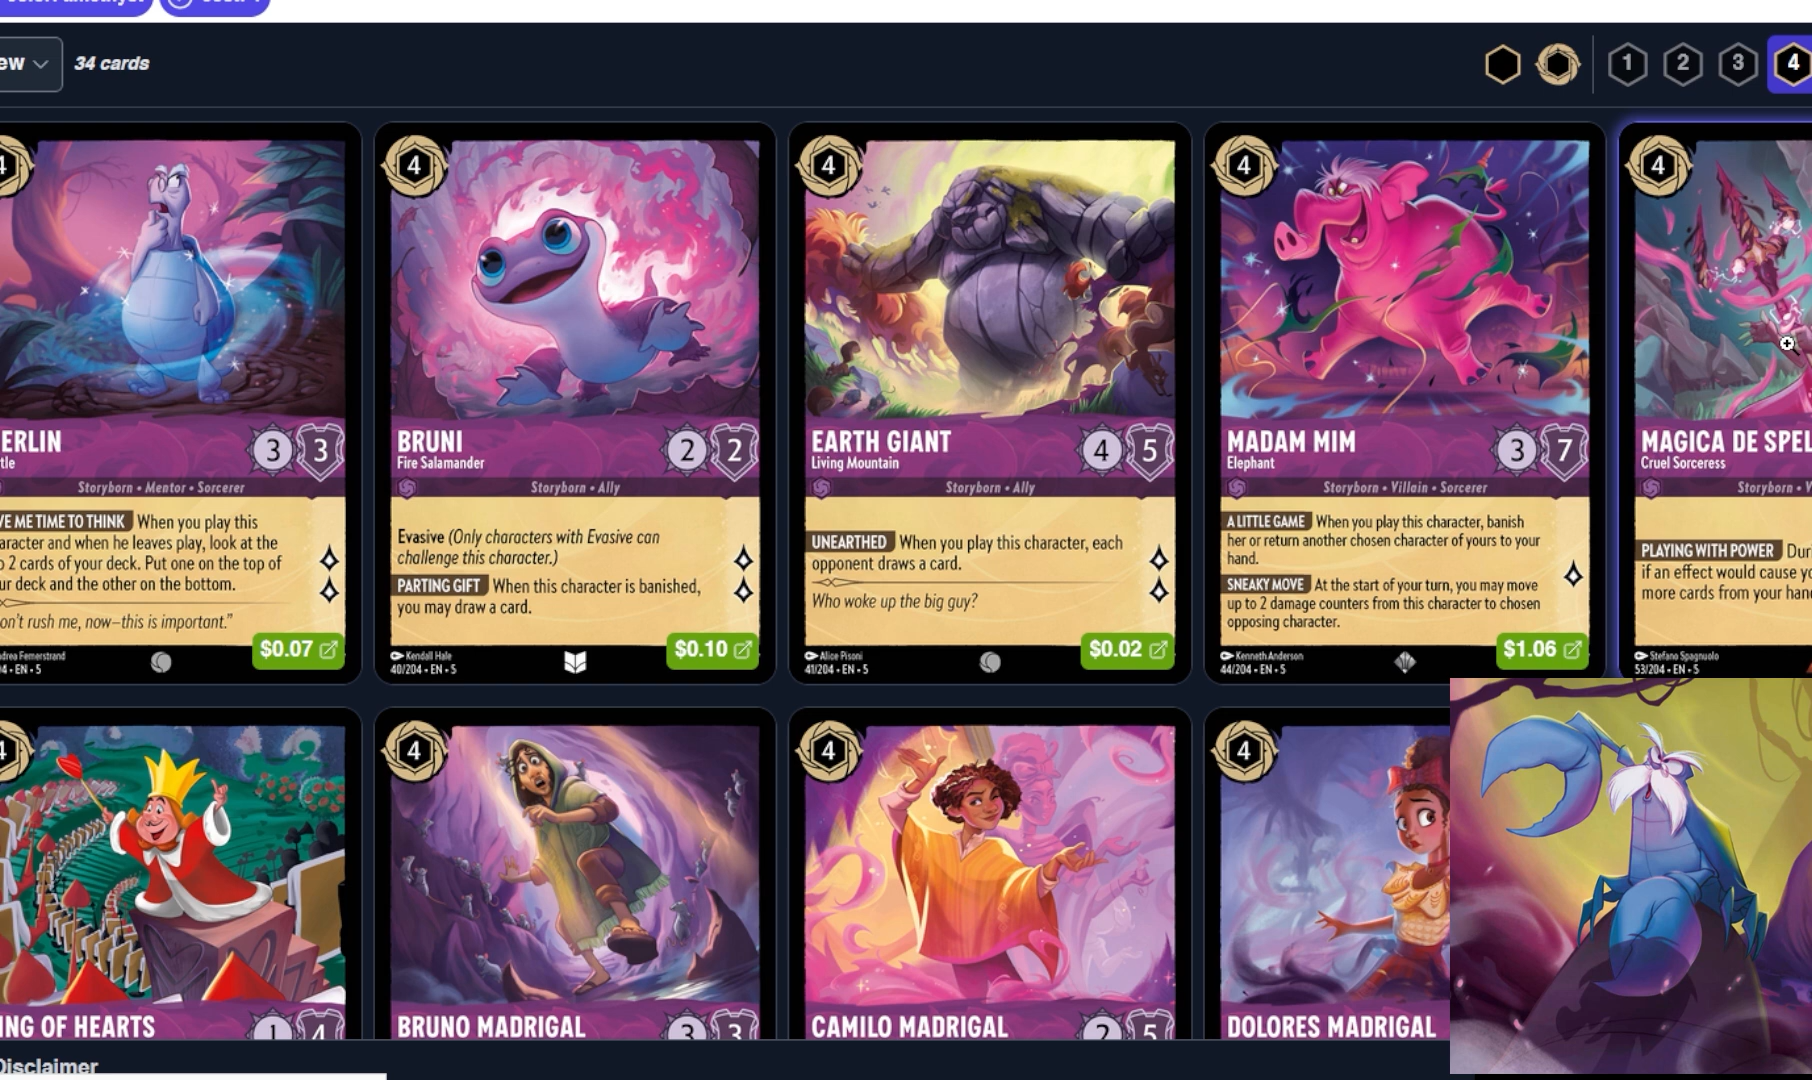 34 cards
1
2
3
4
4
4
4
4
ERLIN
3
3
Storyborn • Mentor • Sorcerer
VE ME TIME TO THINK When you play this
aracter and when he leaves play, look at the
p 2 cards of your deck. Put one on the top of
ur deck and the other on the bottom.
on't rush me, now—this is important."
$0.07
4 • EN • 5
BRUNI
Fire Salamander
2
2
Storyborn • Ally
Evasive (Only characters with Evasive can
challenge this character.)
PARTING GIFT When this character is banished,
you may draw a card.
Kendall Hale
40/204 • EN • 5
$0.10
EARTH GIANT
Living Mountain
4
5
Storyborn • Ally
UNEARTHED When you play this character, each
opponent draws a card.
Who woke up the big guy?
Alice Pisoni
41/204 • EN • 5
$0.02
MADAM MIM
Elephant
3
7
Storyborn • Villain • Sorcerer
A LITTLE GAME When you play this character, banish
her or return another chosen character of yours to your
hand.
SNEAKY MOVE At the start of your turn, you may move
up to 2 damage counters from this character to chosen
opposing character.
Kenneth Anderson
44/204 • EN • 5
$1.06
MAGICA DE SPEL
Cruel Sorceress
Storyborn • V
PLAYING WITH POWER Dur
if an effect would cause yo
more cards from your han
Stefano Spagnuolo
53/204 • EN • 5
4
4
4
ING OF HEARTS
1
4
BRUNO MADRIGAL
3
3
CAMILO MADRIGAL
2
5
DOLORES MADRIGAL
Disclaimer